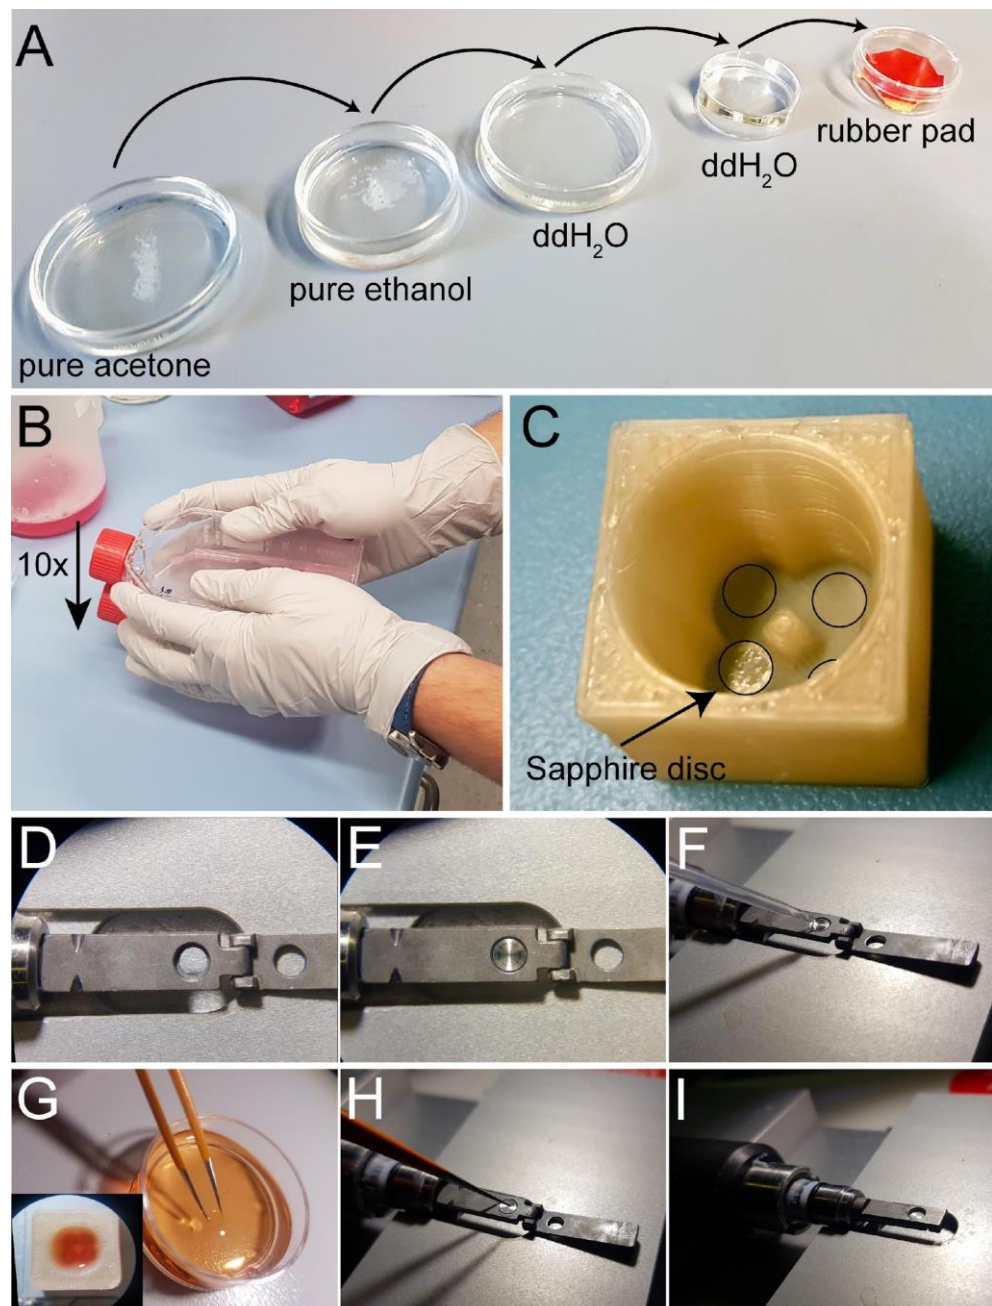 A
pure acetone
pure ethanol
ddH₂O
ddH₂O
rubber pad
B
10x
C
Sapphire disc
D
E
F
G
H
I